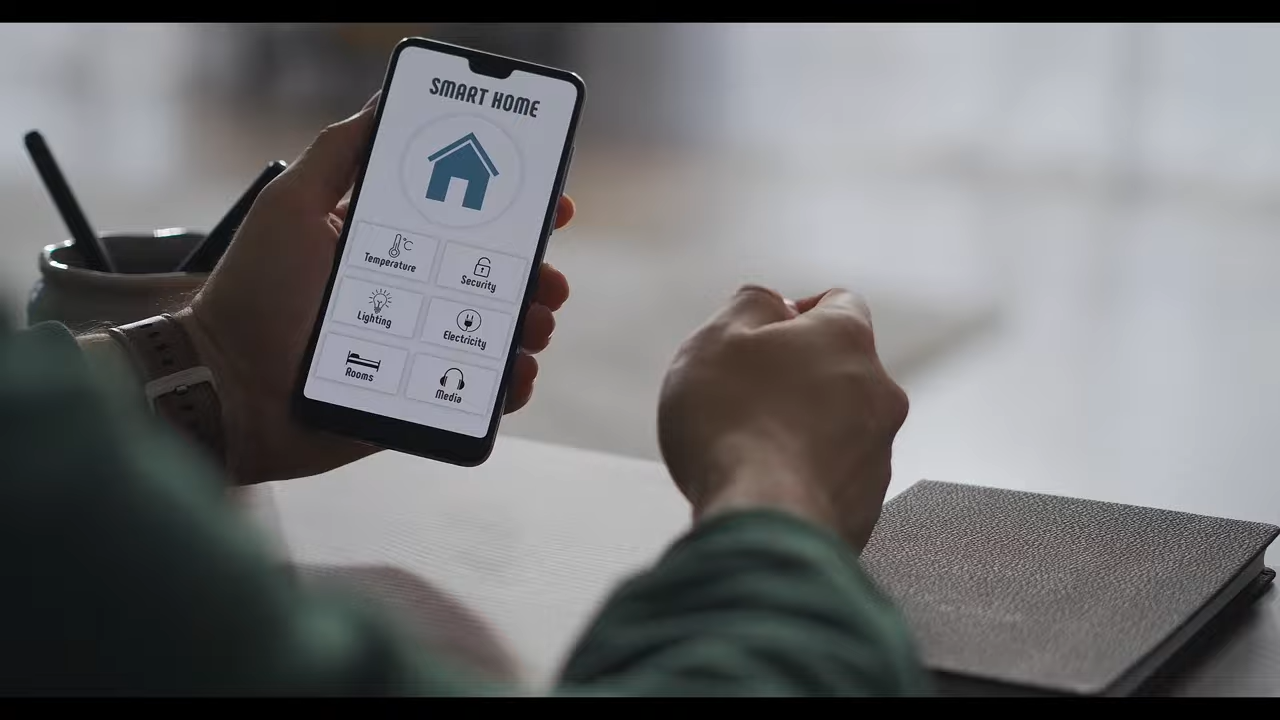 SMART HOME
°C
Temperature
Security
Lighting
Electricity
Rooms
Media